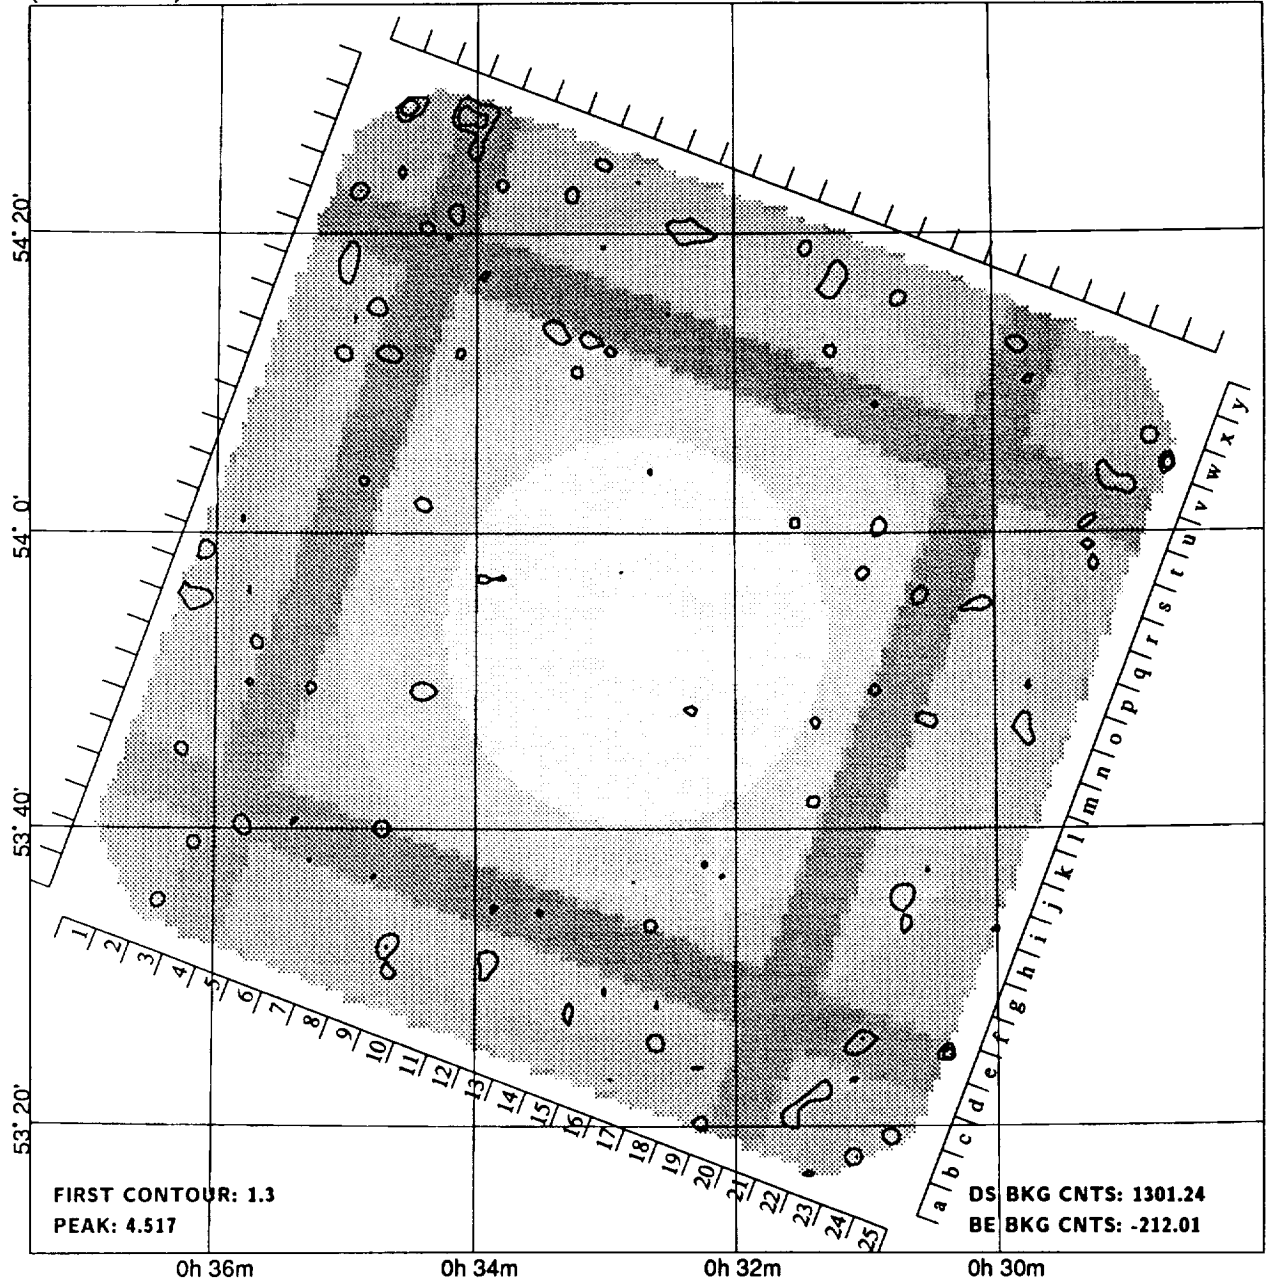 54° 20'
54° 0'
53° 40'
53° 20'
1 2 3 4 5 6 7 8 9 10 11 12 13 14 15 16 17 18 19 20 21 22 23 24 25
a b c d e f g h i j k l m n o p q r s t u v w x y
FIRST CONTOUR: 1.3
PEAK: 4.517
DS BKG CNTS: 1301.24
BE BKG CNTS: -212.01
0h 36m 0h 34m 0h 32m 0h 30m